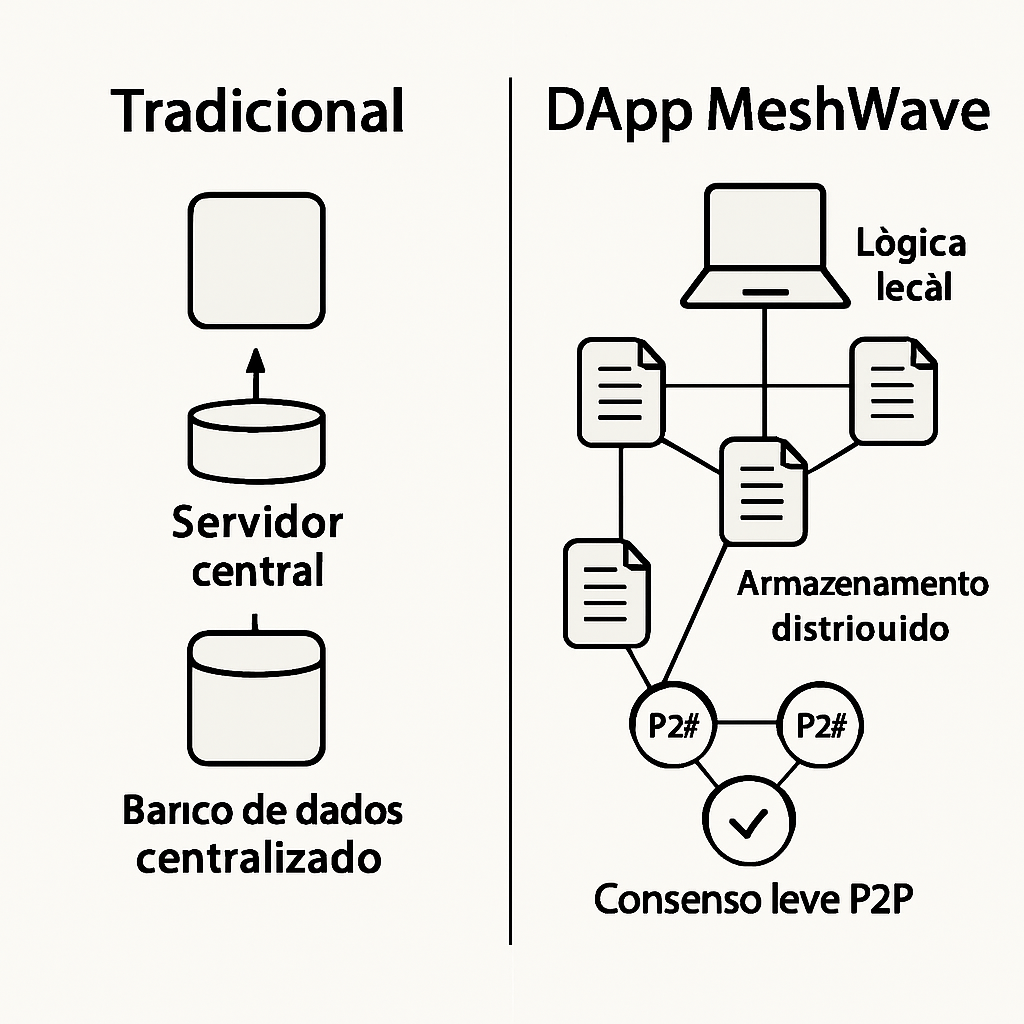 Tradicional
Servidor
central
Barıco de dados
centralizado
DApp MeshWave
Lògica
lecàl
Armazenamento
distriouido
P2# P2#
Consenso leve P2P